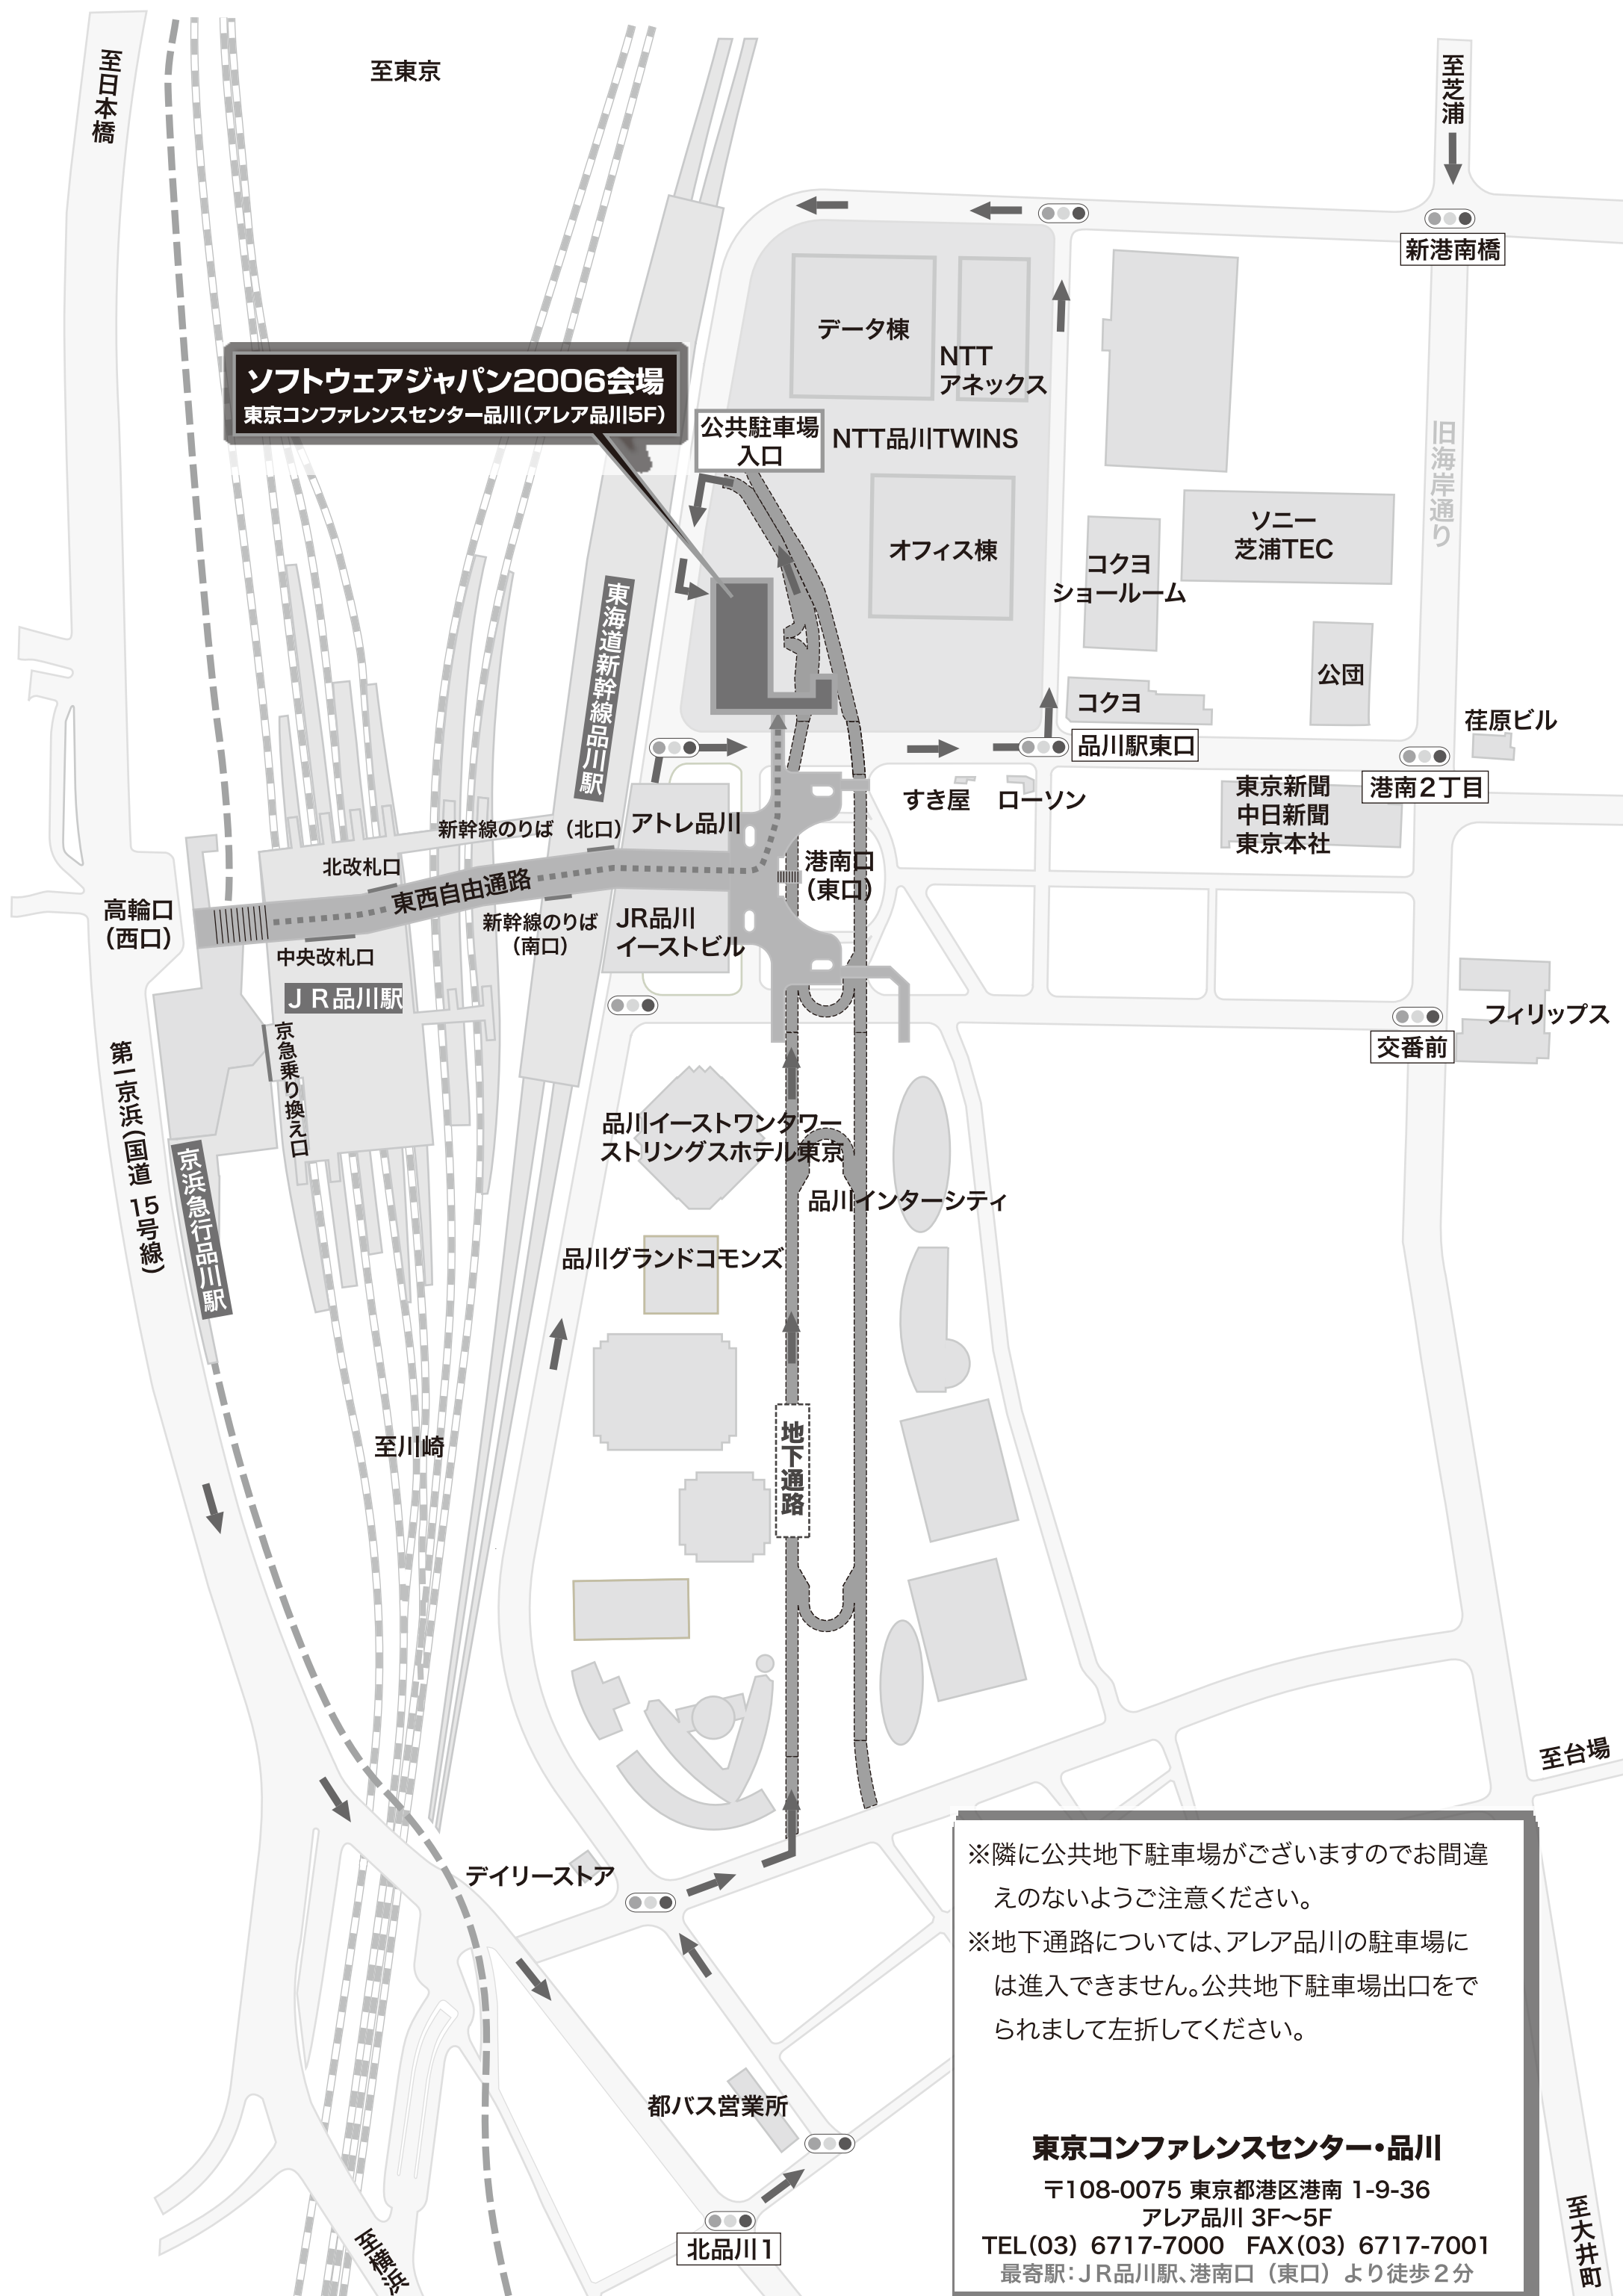 至日本橋
至東京
至芝浦
新港南橋
データ棟
NTT
アネックス
ソフトウェアジャパン2006会場
東京コンファレンスセンター品川(アレア品川5F)
公共駐車場
入口
NTT品川TWINS
旧海岸通り
ソニー
芝浦TEC
オフィス棟
コクヨ
ショールーム
東海道新幹線品川駅
公団
コクヨ
荏原ビル
品川駅東口
港南2丁目
東京新聞
中日新聞
東京本社
すき屋
ローソン
新幹線のりば(北口)
アトレ品川
北改札口
東西自由通路
港南口
(東口)
高輪口
(西口)
新幹線のりば
(南口)
JR品川
イーストビル
中央改札口
JR品川駅
フィリップス
交番前
京急乗り換え口
第一京浜(国道15号線)
京浜急行品川駅
品川イーストワンタワー
ストリングスホテル東京
品川インターシティ
品川グランドコモンズ
至川崎
地下通路
至台場
デイリーストア
※隣に公共地下駐車場がございますのでお間違
えのないようご注意ください。
※地下通路については、アレア品川の駐車場に
は進入できません。公共地下駐車場出口をで
られまして左折してください。
都バス営業所
東京コンファレンスセンター・品川
〒108-0075 東京都港区港南 1-9-36
アレア品川 3F〜5F
TEL(03) 6717-7000 FAX(03) 6717-7001
最寄駅:JR品川駅、港南口(東口)より徒歩2分
北品川1
至横浜
至大井町